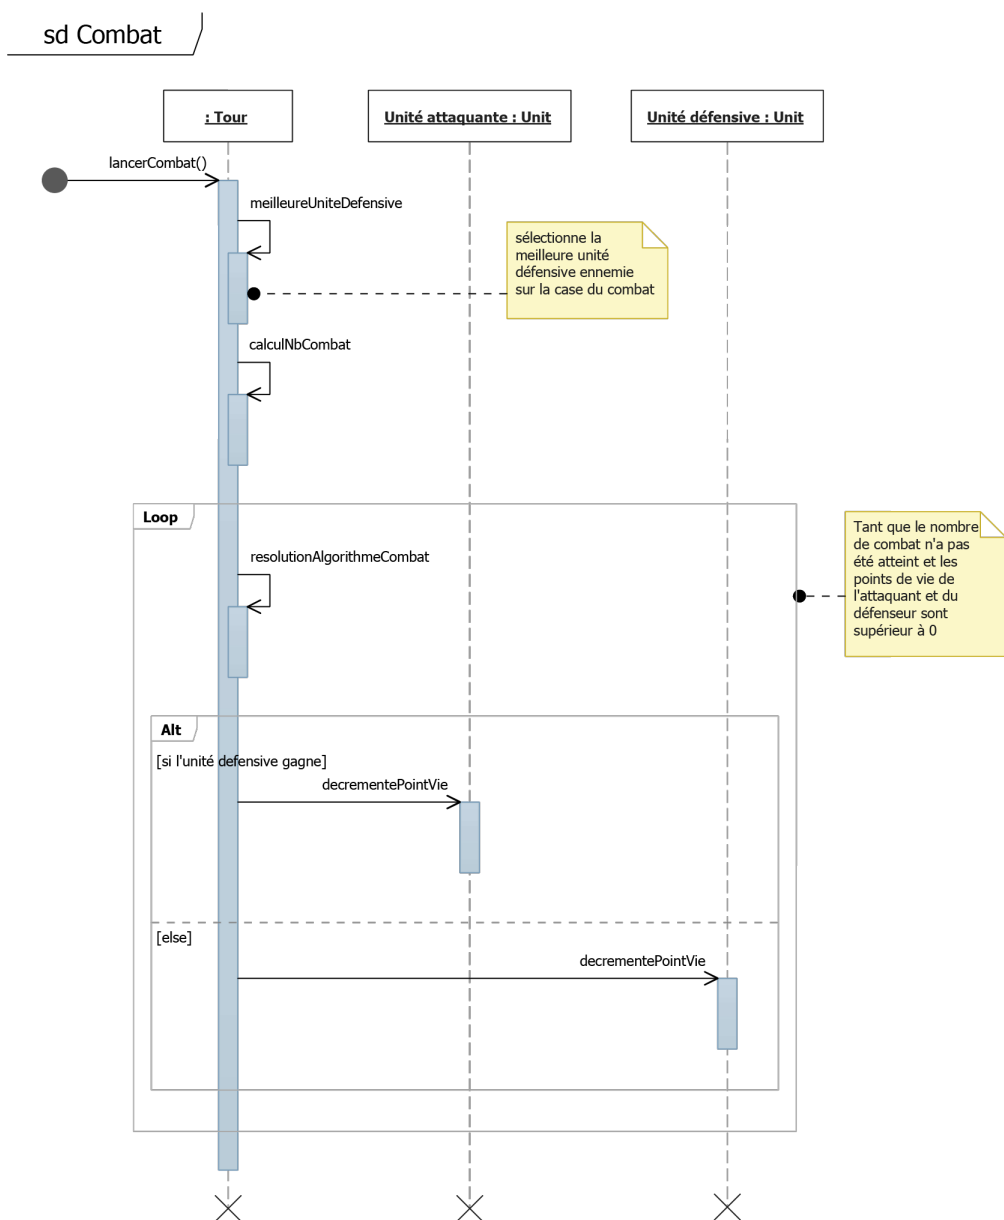 sd Combat
: Tour
Unité attaquante : Unit
Unité défensive : Unit
lancerCombat()
meilleureUniteDefensive
sélectionne la
meilleure unité
défensive ennemie
sur la case du combat
calculNbCombat
Loop
Tant que le nombre
de combat n'a pas
été atteint et les
points de vie de
l'attaquant et du
défenseur sont
supérieur à 0
resolutionAlgorithmeCombat
Alt
[si l'unité defensive gagne]
decrementePointVie
[else]
decrementePointVie